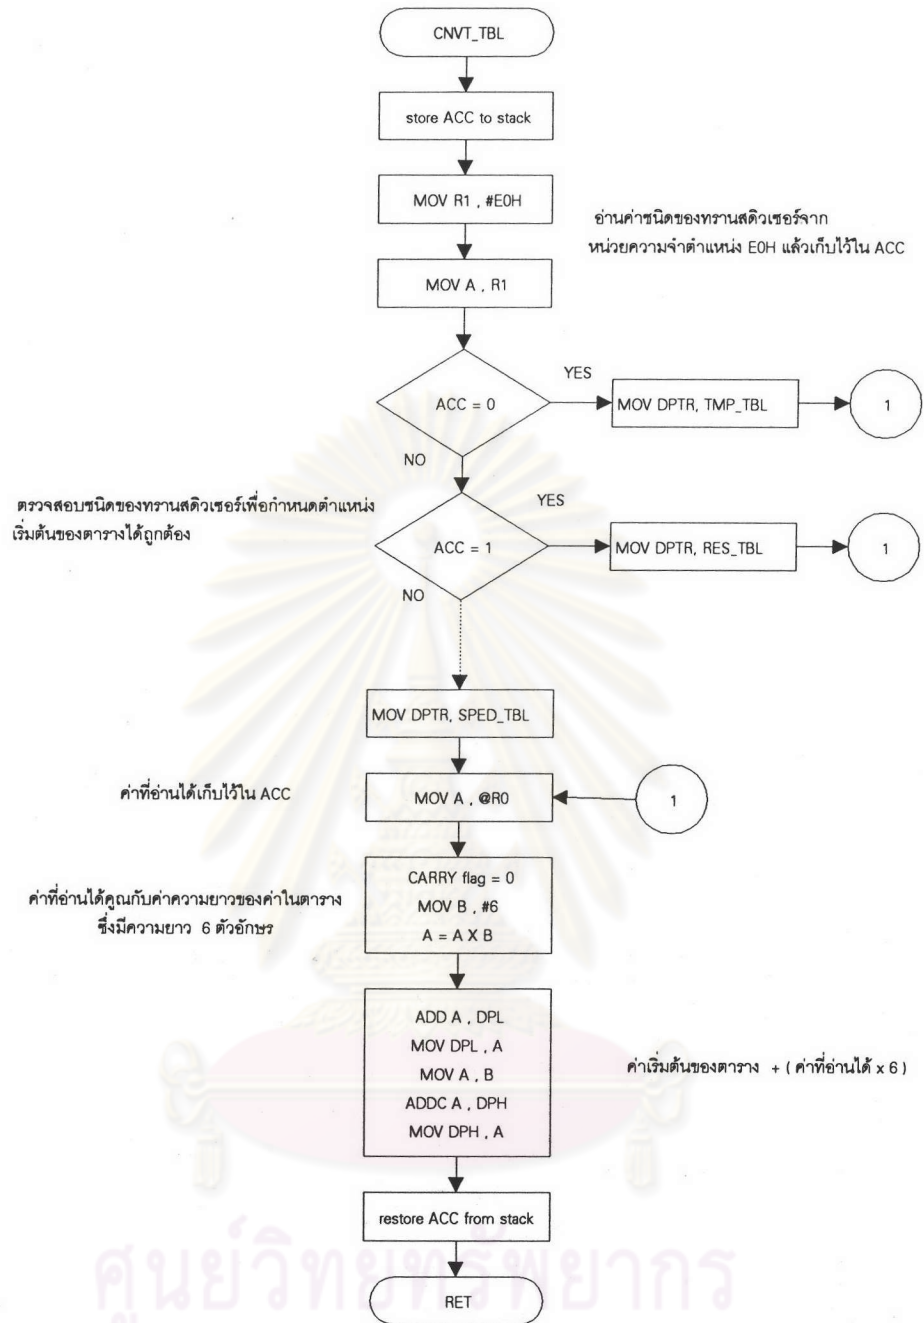 CNVT_TBL
store ACC to stack
MOV R1 , #E0H
อ่านค่าชนิดของทรานสดิวเซอร์จาก
หน่วยความจำตำแหน่ง E0H แล้วเก็บไว้ใน ACC
MOV A , R1
ACC = 0
YES
MOV DPTR, TMP_TBL
1
NO
ตรวจสอบชนิดของทรานสดิวเซอร์เพื่อกำหนดตำแหน่ง
เริ่มต้นของตารางได้ถูกต้อง
ACC = 1
YES
MOV DPTR, RES_TBL
1
NO
MOV DPTR, SPED_TBL
ค่าที่อ่านได้เก็บไว้ใน ACC
MOV A , @R0
1
ค่าที่อ่านได้คูณกับค่าความยาวของค่าในตาราง
ซึ่งมีความยาว 6 ตัวอักษร
CARRY flag = 0
MOV B , #6
A = A X B
ADD A , DPL
MOV DPL , A
MOV A , B
ADDC A , DPH
MOV DPH , A
ค่าเริ่มต้นของตาราง + ( ค่าที่อ่านได้ x 6 )
restore ACC from stack
RET
ศูนย์วิทยทรัพยากร